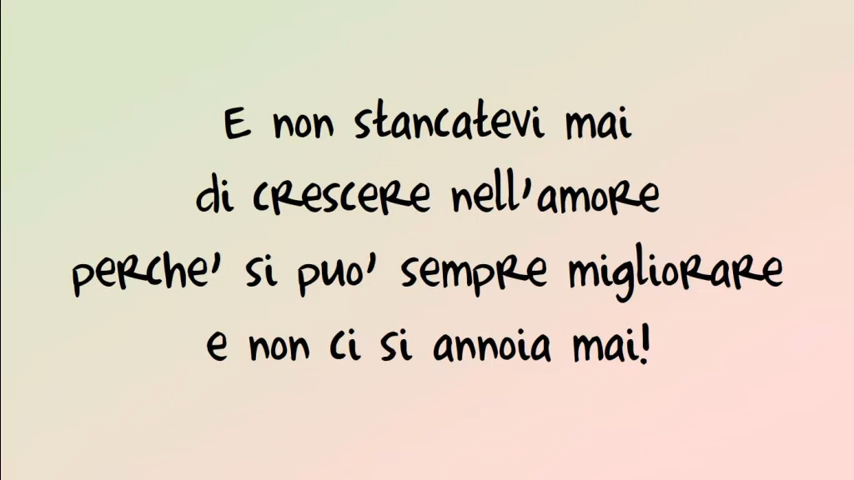 E non stancatevi mai
di crescere nell'amore
perche' si puo' sempre migliorare
e non ci si annoia mai!